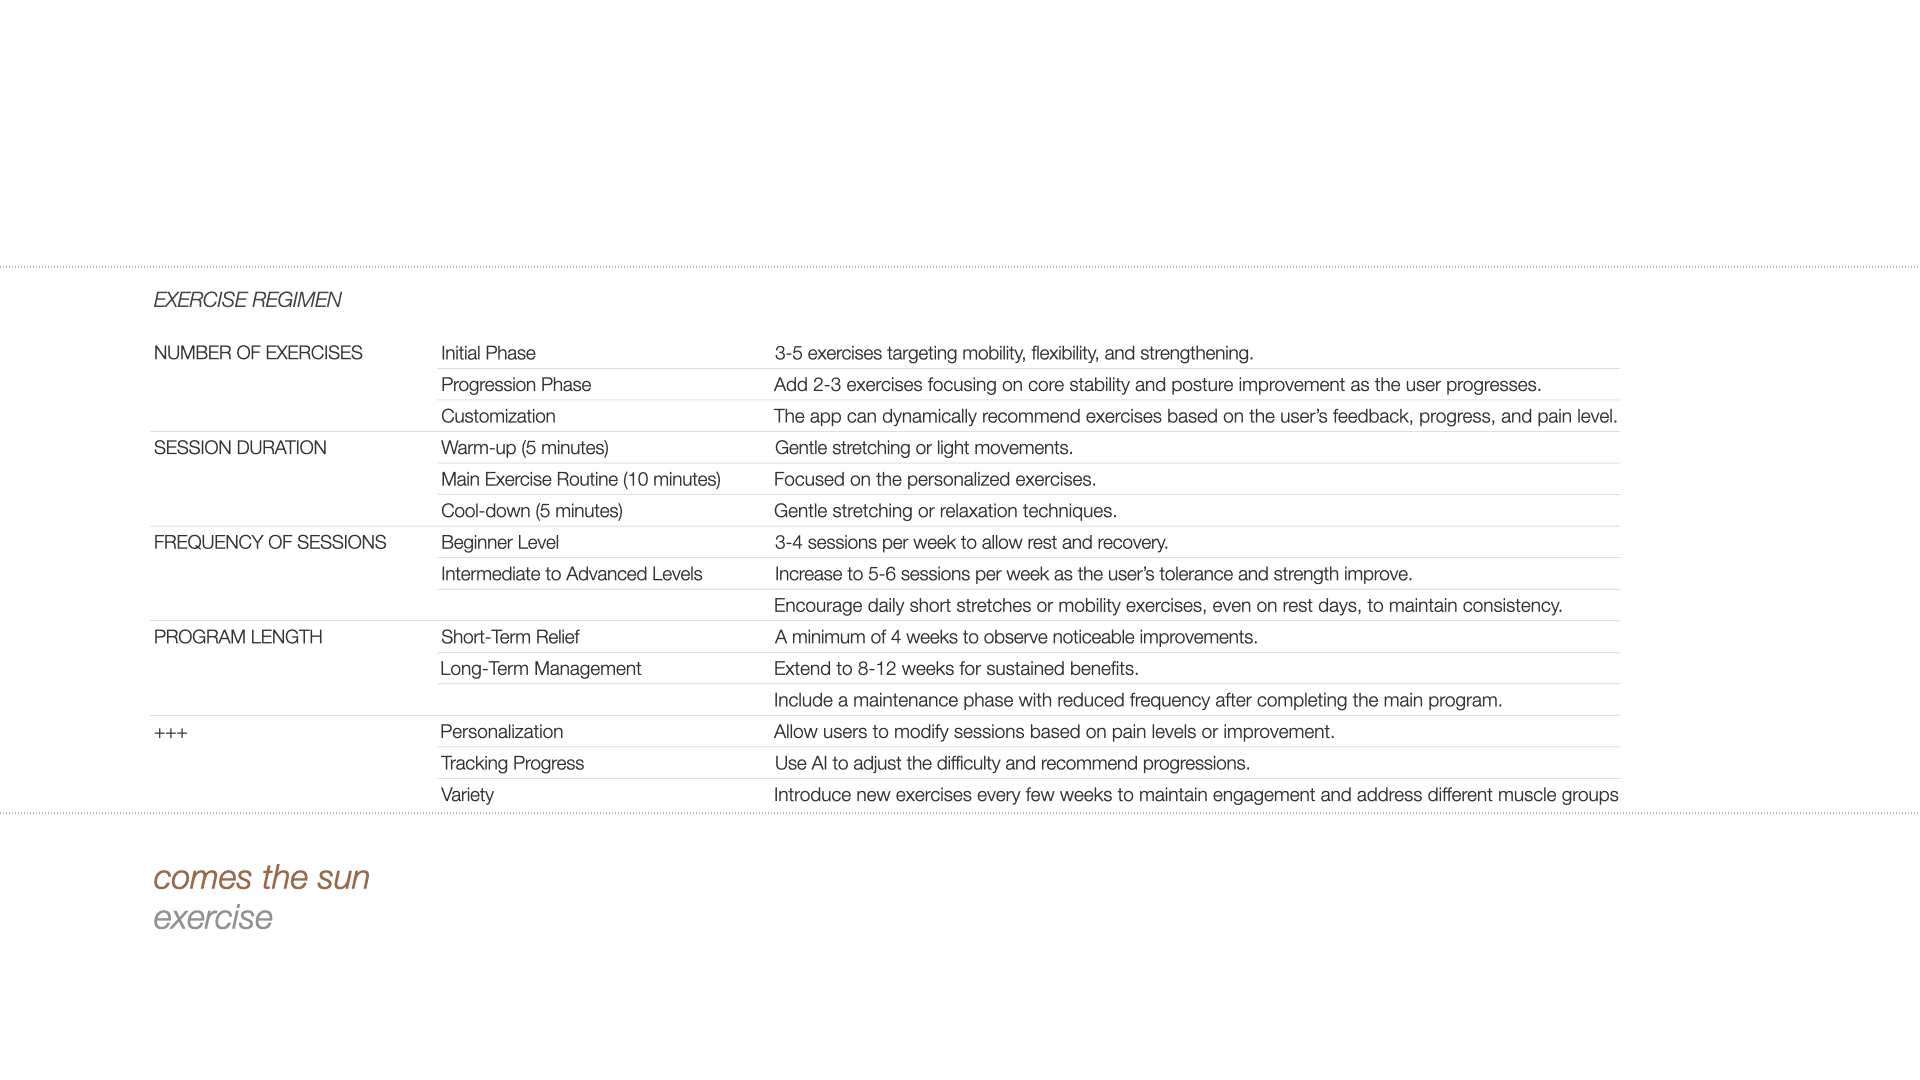 EXERCISE REGIMEN
NUMBER OF EXERCISES Initial Phase 3-5 exercises targeting mobility, flexibility, and strengthening.
Progression Phase Add 2-3 exercises focusing on core stability and posture improvement as the user progresses.
Customization The app can dynamically recommend exercises based on the user’s feedback, progress, and pain level.
SESSION DURATION Warm-up (5 minutes) Gentle stretching or light movements.
Main Exercise Routine (10 minutes) Focused on the personalized exercises.
Cool-down (5 minutes) Gentle stretching or relaxation techniques.
FREQUENCY OF SESSIONS Beginner Level 3-4 sessions per week to allow rest and recovery.
Intermediate to Advanced Levels Increase to 5-6 sessions per week as the user’s tolerance and strength improve.
Encourage daily short stretches or mobility exercises, even on rest days, to maintain consistency.
PROGRAM LENGTH Short-Term Relief A minimum of 4 weeks to observe noticeable improvements.
Long-Term Management Extend to 8-12 weeks for sustained benefits.
Include a maintenance phase with reduced frequency after completing the main program.
+++ Personalization Allow users to modify sessions based on pain levels or improvement.
Tracking Progress Use AI to adjust the difficulty and recommend progressions.
Variety Introduce new exercises every few weeks to maintain engagement and address different muscle groups
comes the sun
exercise